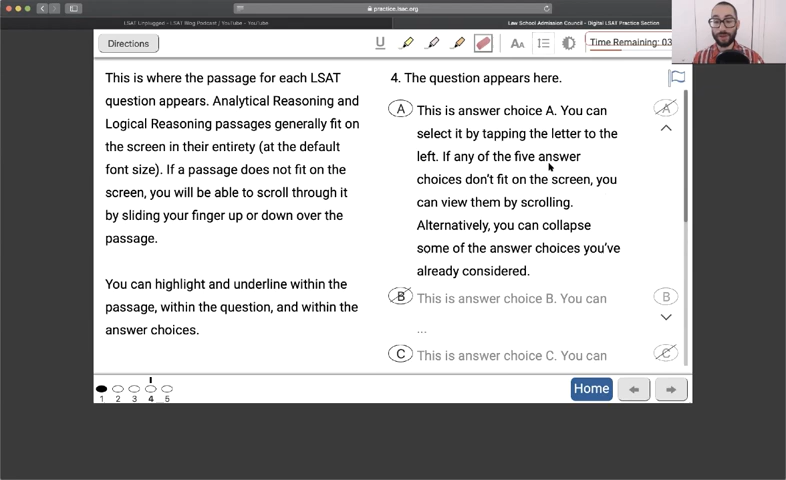 practice.lsac.org
LSAT Unplugged - LSAT Blog Podcast / YouTube - YouTube
Law School Admission Council - Digital LSAT Practice Section
Directions
U
AA
Time Remaining: 03
This is where the passage for each LSAT
question appears. Analytical Reasoning and
Logical Reasoning passages generally fit on
the screen in their entirety (at the default
font size). If a passage does not fit on the
screen, you will be able to scroll through it
by sliding your finger up or down over the
passage.
You can highlight and underline within the
passage, within the question, and within the
answer choices.
4. The question appears here.
A This is answer choice A. You can A
select it by tapping the letter to the
left. If any of the five answer
choices don't fit on the screen, you
can view them by scrolling.
Alternatively, you can collapse
some of the answer choices you've
already considered.
B This is answer choice B. You can B
...
C This is answer choice C. You can C
1 2 3 4 5
Home